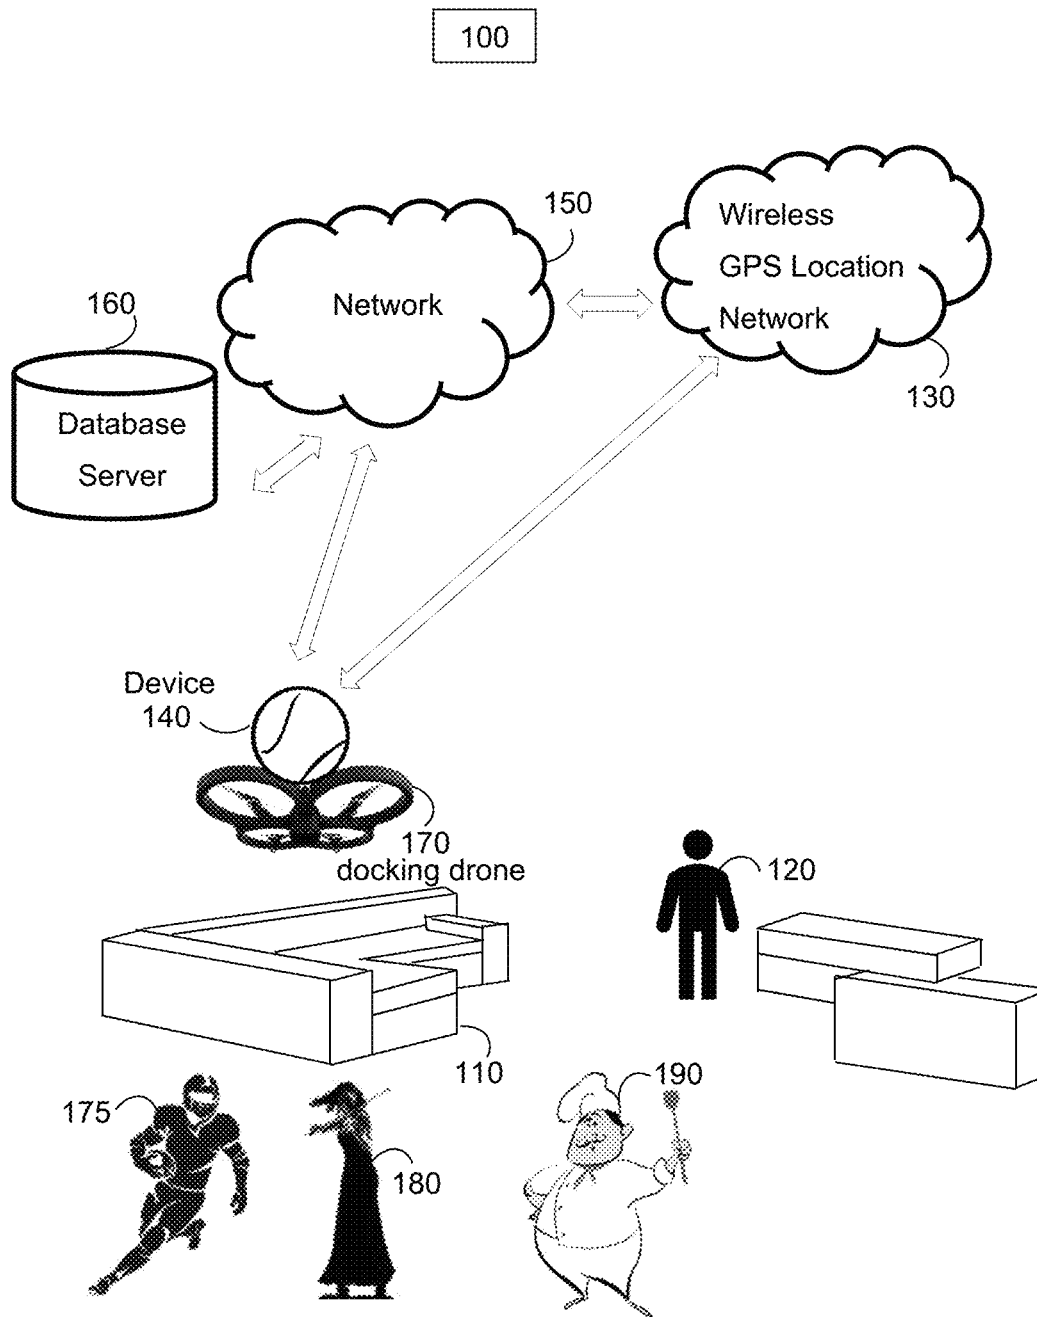 100
150
Wireless
GPS Location
Network
Network
160
130
Database
Server
Device
140
170
docking drone
120
110
175
190
180